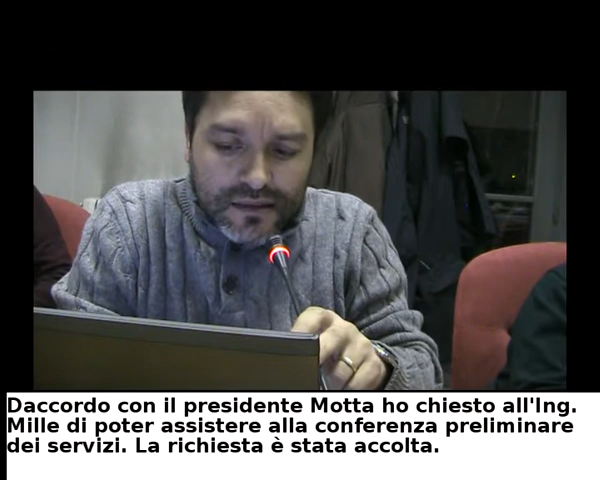 Daccordo con il presidente Motta ho chiesto all'Ing.
Mille di poter assistere alla conferenza preliminare
dei servizi. La richiesta è stata accolta.